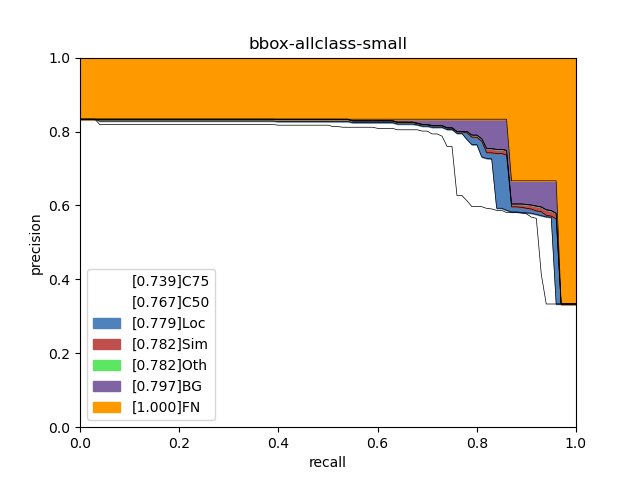 bbox-allclass-small
1.0
0.8
0.6
0.4
0.2
0.0
precision
[0.739]C75
[0.767]C50
[0.779]Loc
[0.782]Sim
[0.782]Oth
[0.797]BG
[1.000]FN
0.0 0.2 0.4 0.6 0.8 1.0
recall